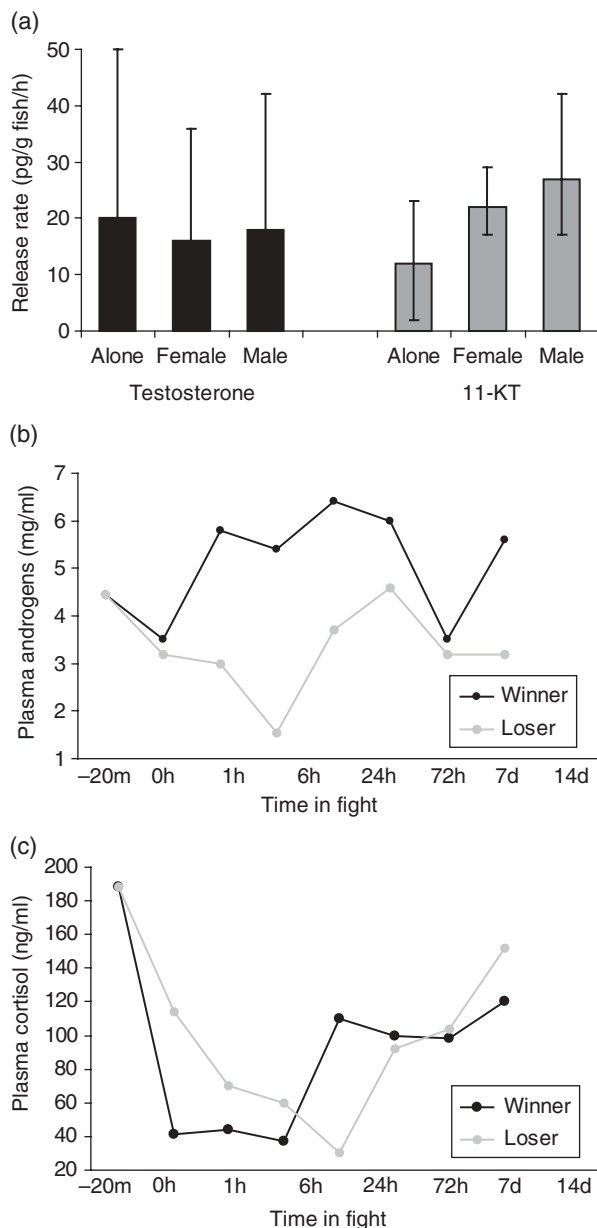 (a)
Release rate (pg/g fish/h)
50
40
30
20
10
0
Alone Female Male Alone Female Male
Testosterone 11-KT
(b)
Plasma androgens (mg/ml)
7
6
5
4
3
2
1
Winner
Loser
–20m 0h 1h 6h 24h 72h 7d 14d
Time in fight
(c)
Plasma cortisol (ng/ml)
200
180
160
140
120
100
80
60
40
20
Winner
Loser
–20m 0h 1h 6h 24h 72h 7d 14d
Time in fight